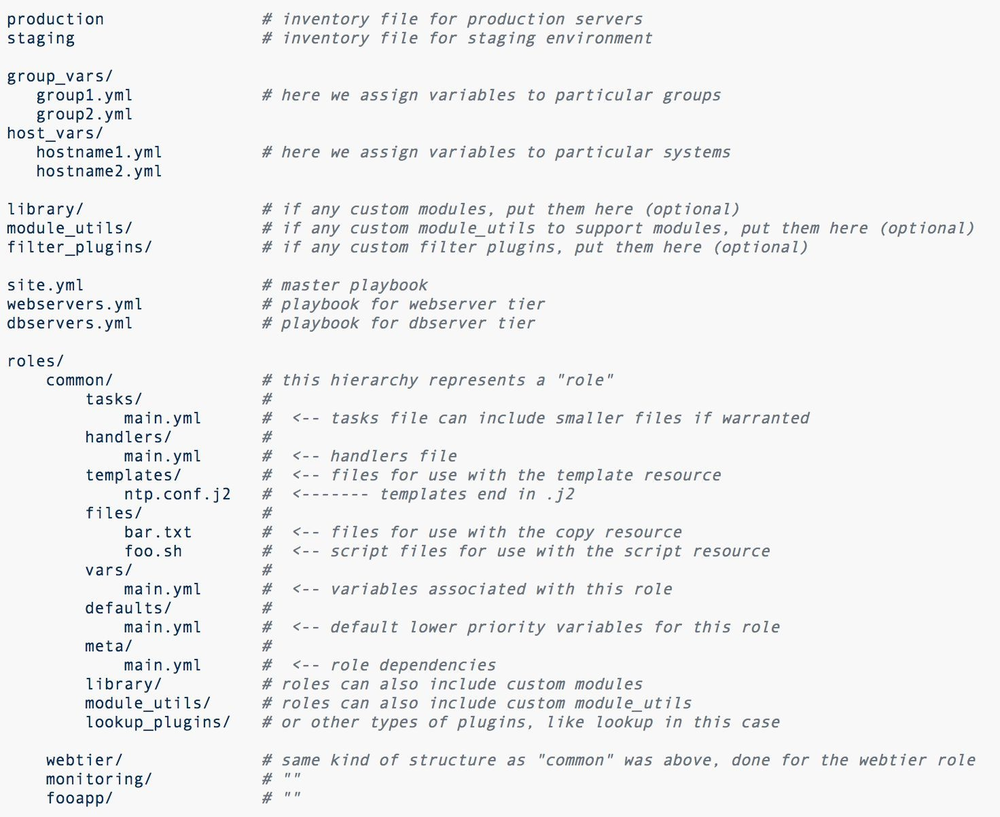 production                # inventory file for production servers
staging                   # inventory file for staging environment

group_vars/
   group1.yml             # here we assign variables to particular groups
   group2.yml
host_vars/
   hostname1.yml          # here we assign variables to particular systems
   hostname2.yml

library/                  # if any custom modules, put them here (optional)
module_utils/             # if any custom module_utils to support modules, put them here (optional)
filter_plugins/           # if any custom filter plugins, put them here (optional)

site.yml                  # master playbook
webservers.yml            # playbook for webserver tier
dbservers.yml             # playbook for dbserver tier

roles/
    common/               # this hierarchy represents a "role"
        tasks/            #
            main.yml      #  <-- tasks file can include smaller files if warranted
        handlers/         #
            main.yml      #  <-- handlers file
        templates/        #  <-- files for use with the template resource
            ntp.conf.j2   #  <------- templates end in .j2
        files/            #
            bar.txt       #  <-- files for use with the copy resource
            foo.sh        #  <-- script files for use with the script resource
        vars/             #
            main.yml      #  <-- variables associated with this role
        defaults/         #
            main.yml      #  <-- default lower priority variables for this role
        meta/             #
            main.yml      #  <-- role dependencies
        library/          # roles can also include custom modules
        module_utils/     # roles can also include custom module_utils
        lookup_plugins/   # or other types of plugins, like lookup in this case

    webtier/              # same kind of structure as "common" was above, done for the webtier role
    monitoring/           # ""
    fooapp/               # ""